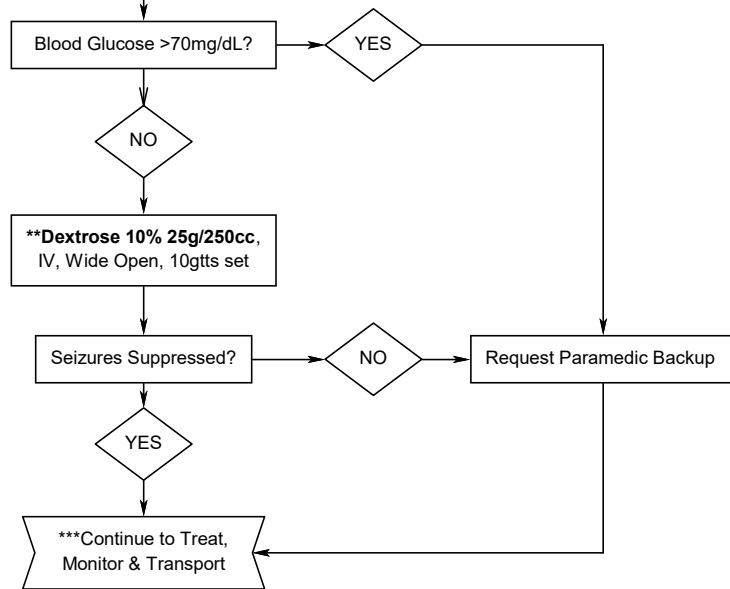 Blood Glucose >70mg/dL?
YES
NO
**Dextrose 10% 25g/250cc,
IV, Wide Open, 10gtts set
Seizures Suppressed?
NO
Request Paramedic Backup
YES
***Continue to Treat,
Monitor & Transport